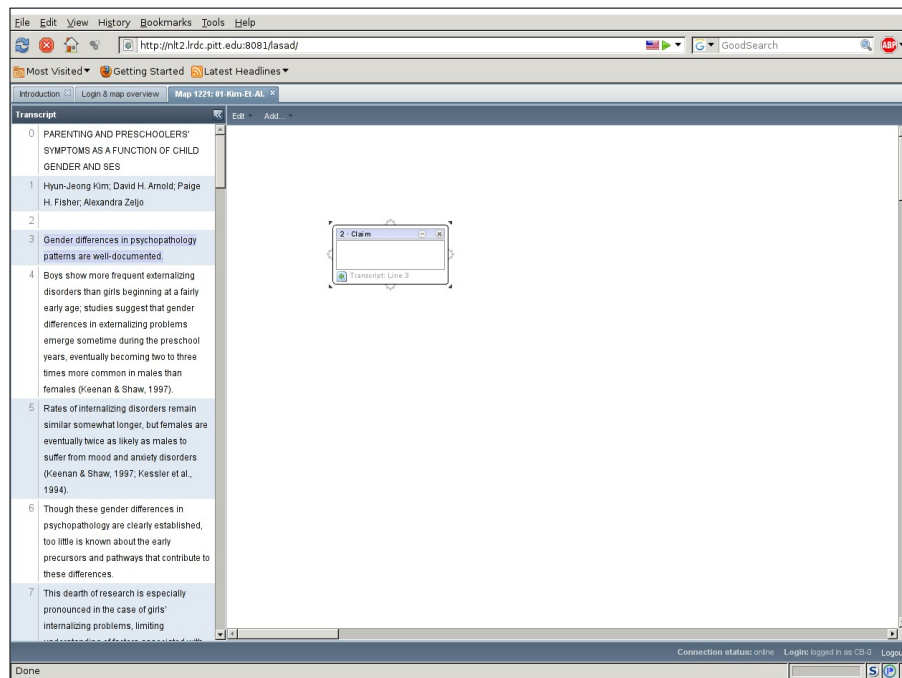 File Edit View History Bookmarks Tools Help
http://nlt2.lrdc.pitt.edu:8081/lasad/
G GoodSearch
ABP
Most Visited Getting Started Latest Headlines
Introduction Login & map overview Map 1221: 01-Kim-Et-Al.
Transcript
Edit Add...
0 PARENTING AND PRESCHOOLERS'
SYMPTOMS AS A FUNCTION OF CHILD
GENDER AND SES
1 Hyun-Jeong Kim; David H. Arnold; Paige
H. Fisher; Alexandra Zeljo
2
3 Gender differences in psychopathology
patterns are well-documented.
4 Boys show more frequent externalizing
disorders than girls beginning at a fairly
early age; studies suggest that gender
differences in externalizing problems
emerge sometime during the preschool
years, eventually becoming two to three
times more common in males than
females (Keenan & Shaw, 1997).
5 Rates of internalizing disorders remain
similar somewhat longer, but females are
eventually twice as likely as males to
suffer from mood and anxiety disorders
(Keenan & Shaw, 1997; Kessler et al.,
1994).
6 Though these gender differences in
psychopathology are clearly established,
too little is known about the early
precursors and pathways that contribute to
these differences.
7 This dearth of research is especially
pronounced in the case of girls'
internalizing problems, limiting
2 - Claim
Transcript: Line 3
Connection status: online Login: logged in as CB-0 Logou
Done
S